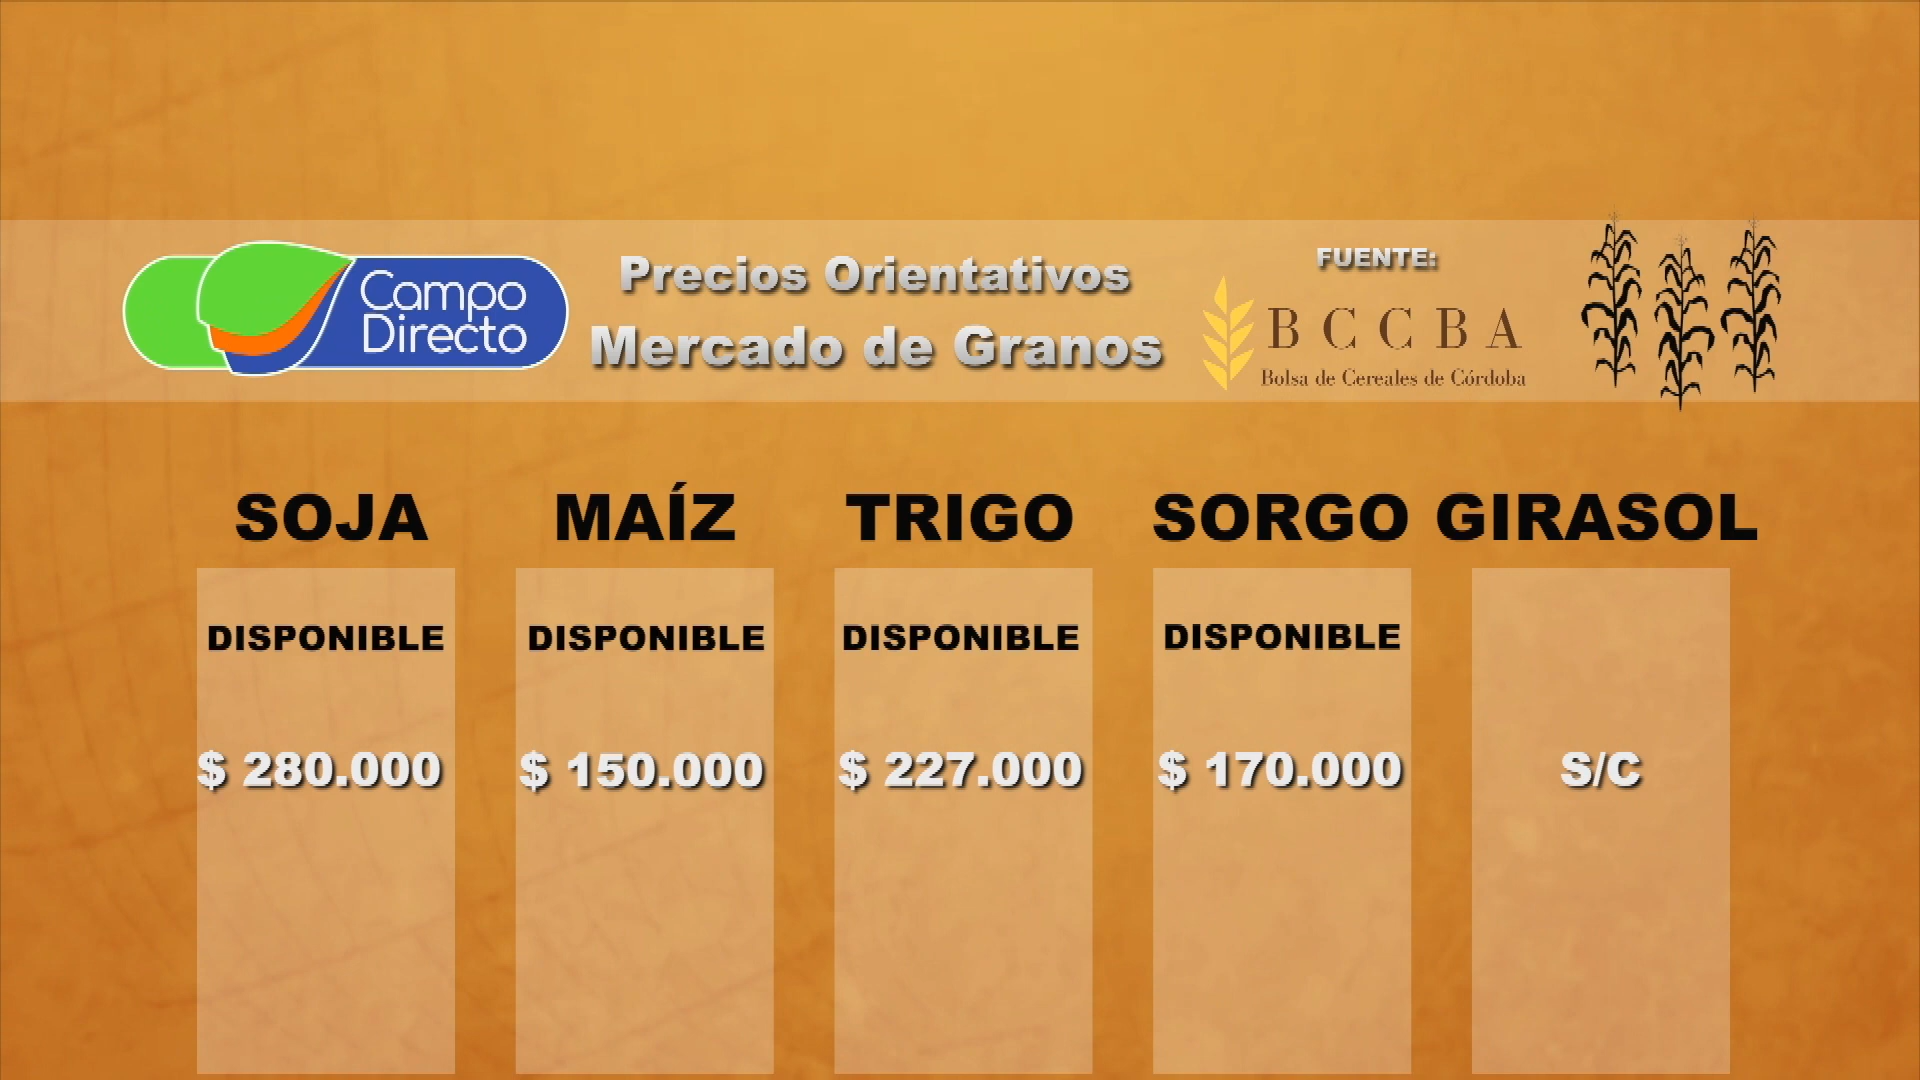 Campo
Directo
Precios Orientativos
Mercado de Granos
FUENTE:
BCCBA
Bolsa de Cereales de Córdoba
SOJA MAÍZ TRIGO SORGO GIRASOL
DISPONIBLE DISPONIBLE DISPONIBLE DISPONIBLE
$ 280.000 $ 150.000 $ 227.000 $ 170.000 S/C